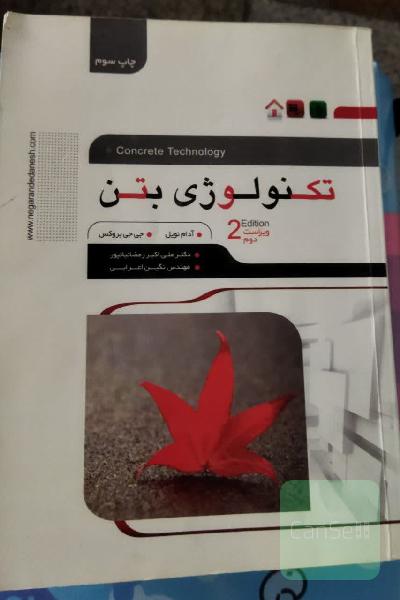 چاپ سوم
Concrete Technology
تکنولوژی بتن
2 Edition
ویراست
دوم
آدام نویل • جی جی بروکس •
دکتر علی اکبر رمضانیانپور •
مهندس نگین اعرابی •
www.negarandedanesh.com
CanSell